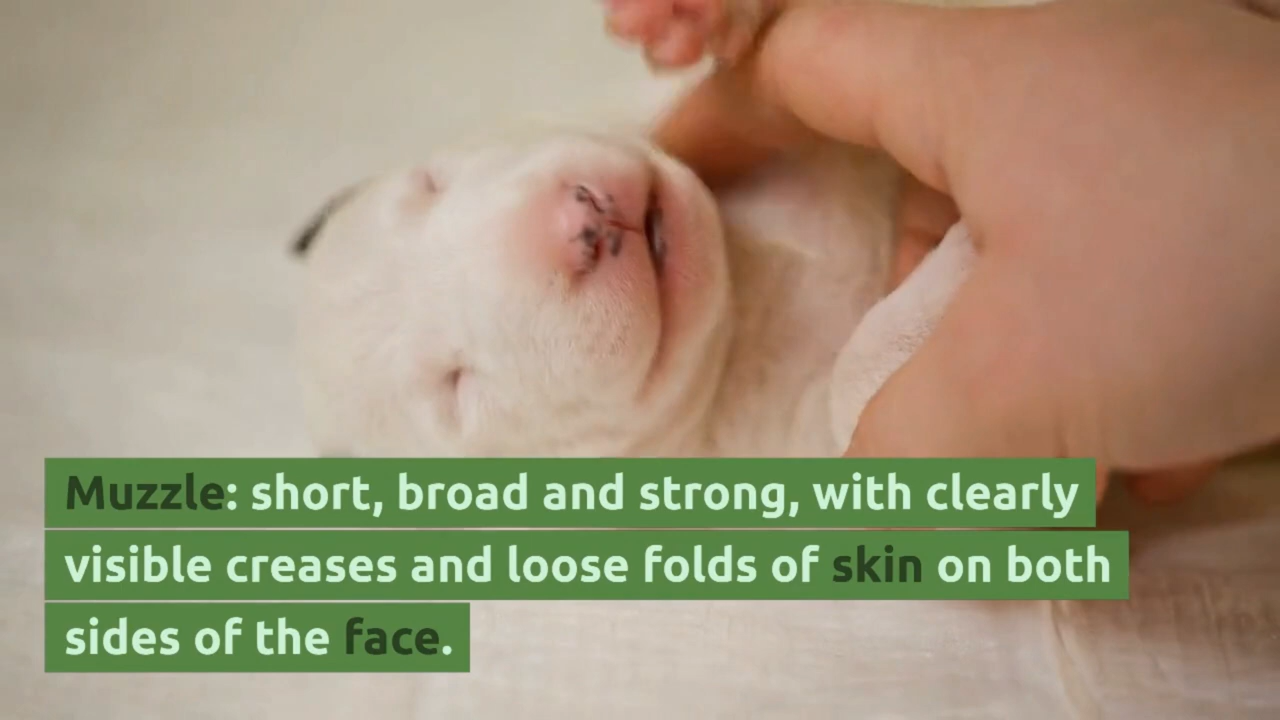 Muzzle: short, broad and strong, with clearly
visible creases and loose folds of skin on both
sides of the face.